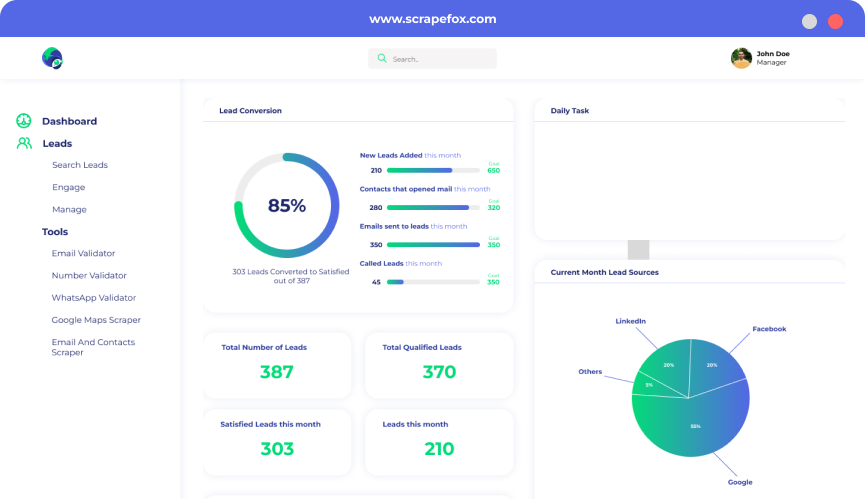 www.scrapefox.com
Search..
John Doe
Manager
Dashboard
Leads
Search Leads
Engage
Manage
Tools
Email Validator
Number Validator
WhatsApp Validator
Google Maps Scraper
Email And Contacts
Scraper
Lead Conversion
85%
303 Leads Converted to Satisfied
out of 387
New Leads Added this month
Goal
210 650
Contacts that opened mail this month
Goal
280 320
Emails sent to leads this month
Goal
350 350
Called Leads this month
Goal
45 350
Total Number of Leads
387
Total Qualified Leads
370
Satisfied Leads this month
303
Leads this month
210
Daily Task
Current Month Lead Sources
LinkedIn
Facebook
20%
20%
Others
5%
Google